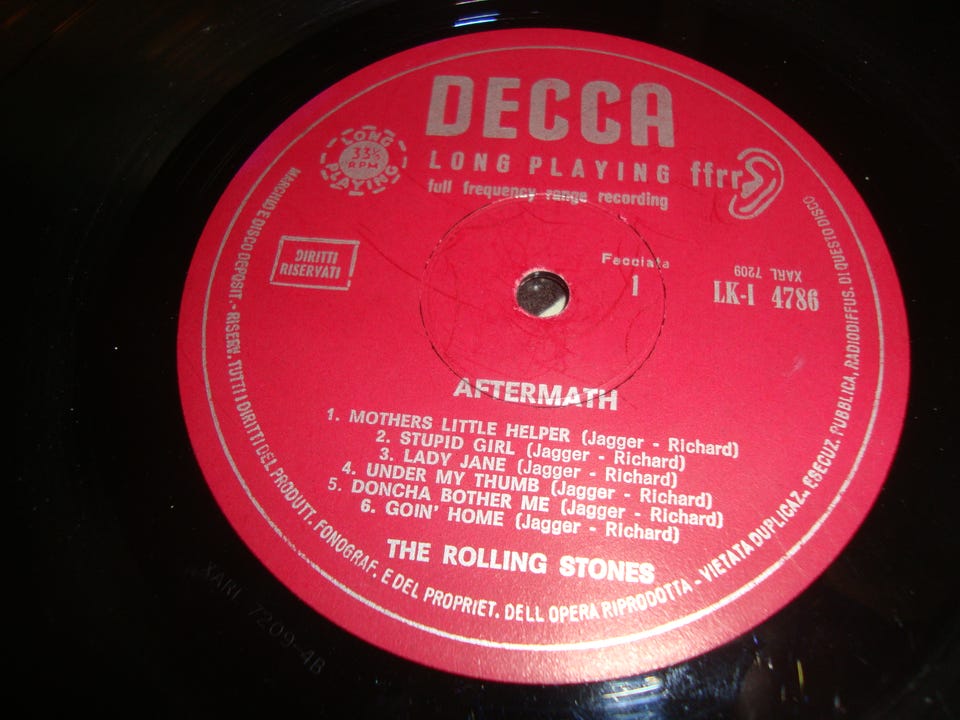 DECCA
LONG PLAYING ffrr
full frequency range recording
LONG
33⅓
RPM
PLAYING
DIRITTI
RISERVATI
Facciata
1
XARL 7209
LK-I 4786
AFTERMATH
1. MOTHERS LITTLE HELPER (Jagger - Richard)
2. STUPID GIRL (Jagger - Richard)
3. LADY JANE (Jagger - Richard)
4. UNDER MY THUMB (Jagger - Richard)
5. DONCHA BOTHER ME (Jagger - Richard)
6. GOIN' HOME (Jagger - Richard)
THE ROLLING STONES
MARCHIO E DISCO DEPOSIT. - RISERV. TUTTI I DIRITTI DEL PRODUTT. FONOGRAF. E DEL PROPRIET. DELL OPERA RIPRODOTTA - VIETATA DUPLICAZ., ESECUZ. PUBBLICA, RADIODIFFUS. DI QUESTO DISCO
XARL 7209-4B